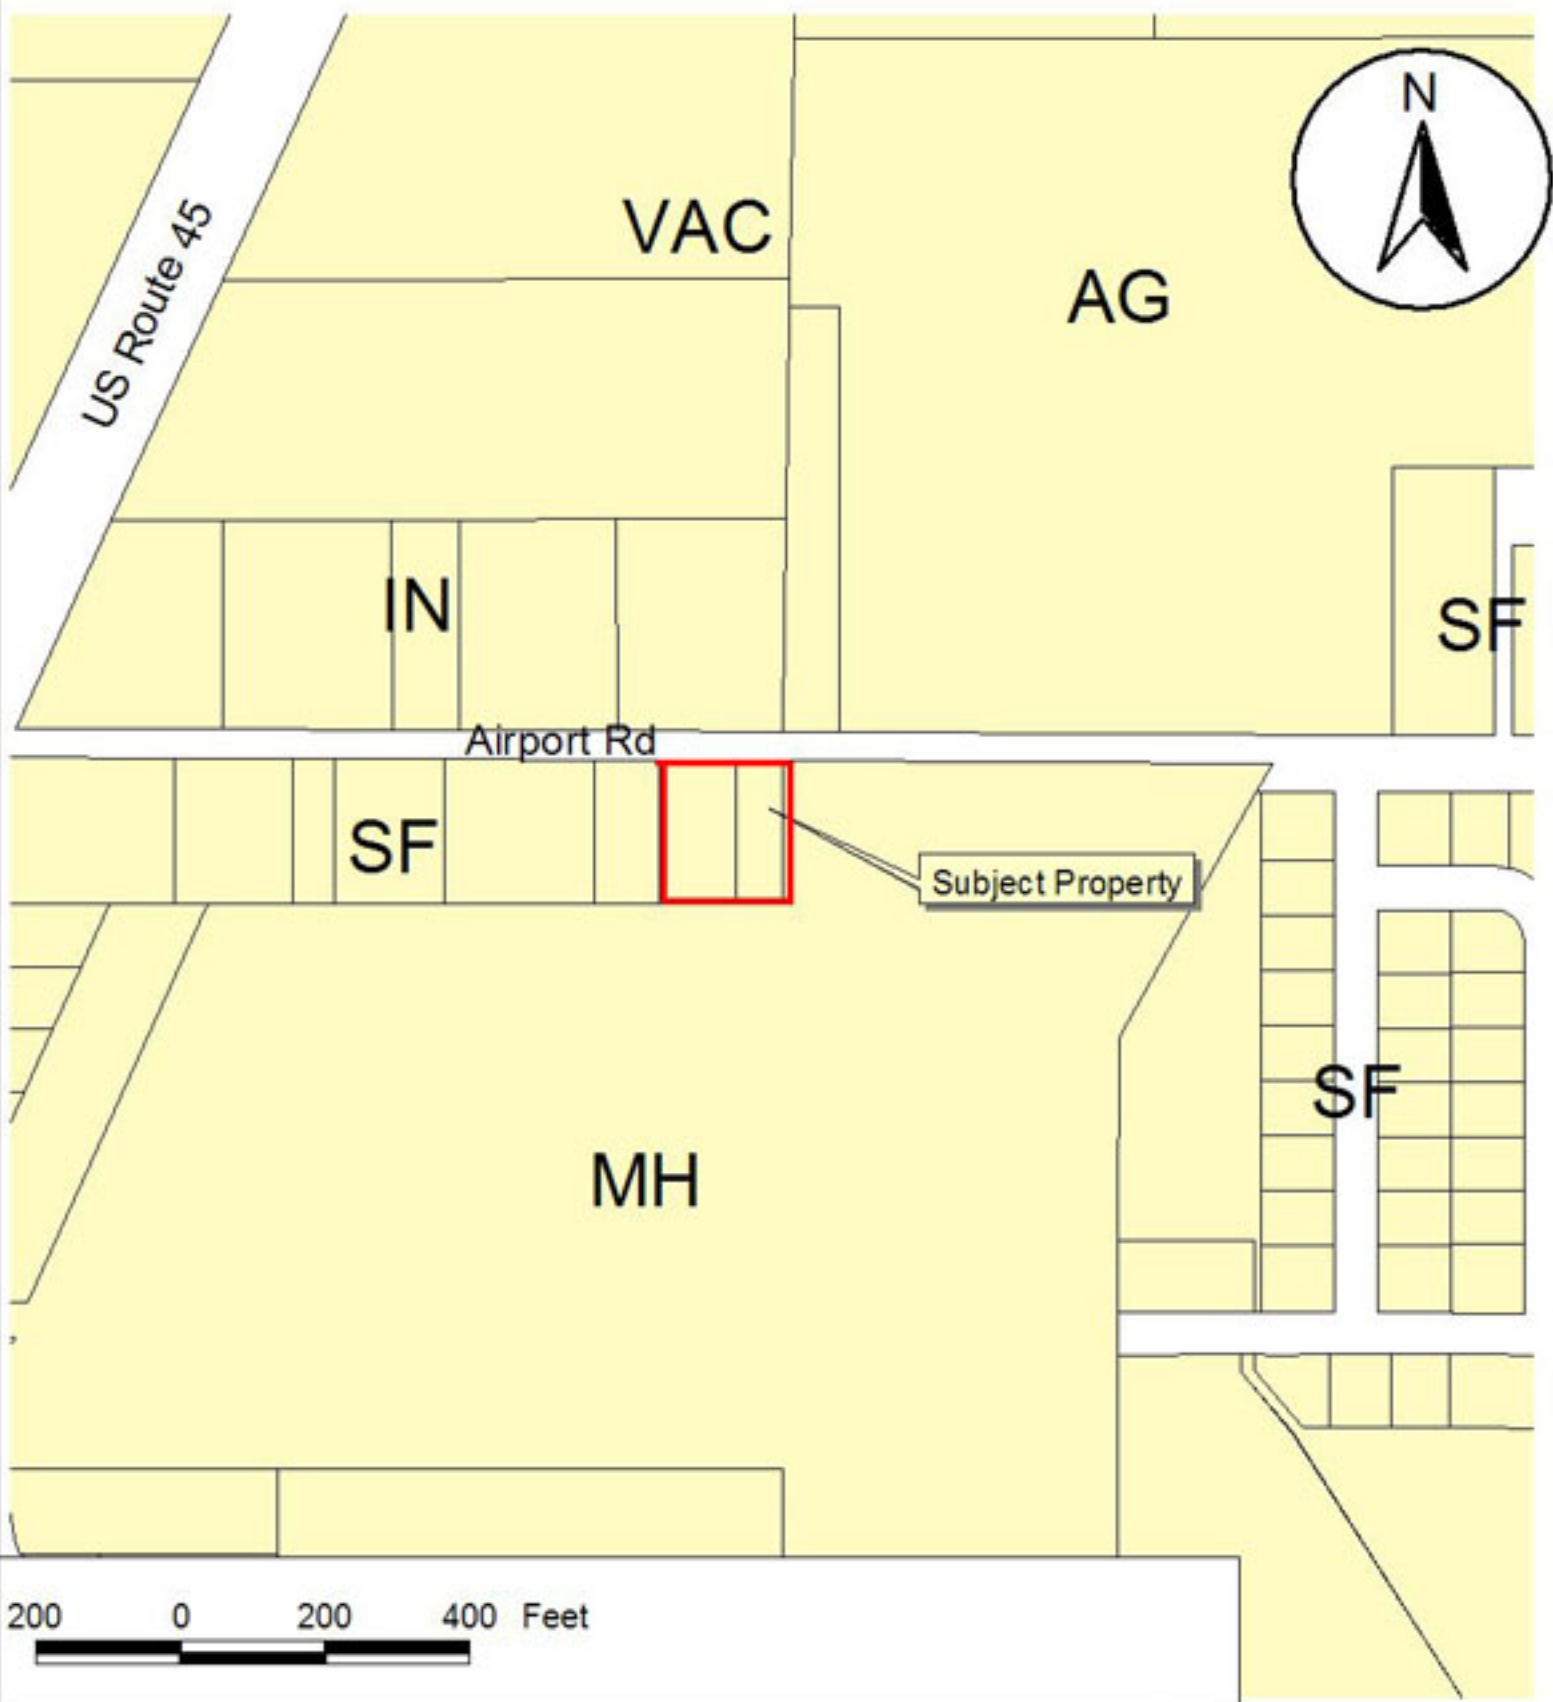 N
VAC
AG
US Route 45
IN
SF
Airport Rd
SF
Subject Property
SF
MH
200 0 200 400 Feet